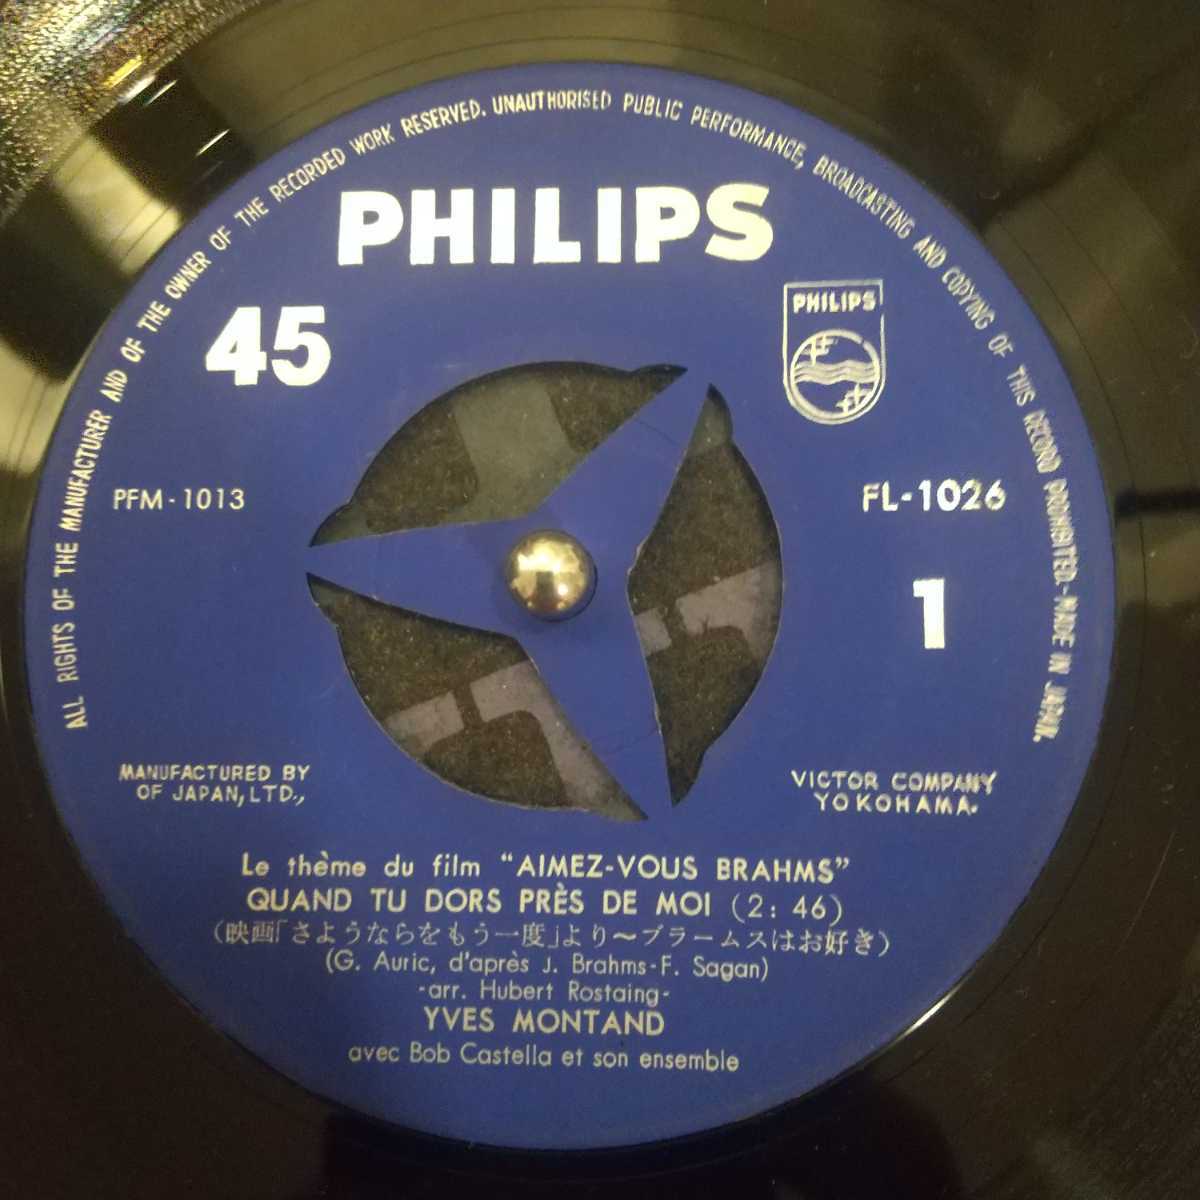 ALL RIGHTS OF THE MANUFACTURER AND OF THE OWNER OF THE RECORDED WORK RESERVED. UNAUTHORISED PUBLIC PERFORMANCE, BROADCASTING AND COPYING OF THIS RECORD PROHIBITED.-MADE IN JAPAN.
PHILIPS
45
PHILIPS
PFM-1013
FL-1026
1
MANUFACTURED BY
OF JAPAN, LTD.,
VICTOR COMPANY
YOKOHAMA.
Le thème du film "AIMEZ-VOUS BRAHMS"
QUAND TU DORS PRÈS DE MOI (2: 46)
(映画「さようならをもう一度」より〜ブラームスはお好き)
(G. Auric, d'après J. Brahms-F. Sagan)
-arr. Hubert Rostaing-
YVES MONTAND
avec Bob Castella et son ensemble